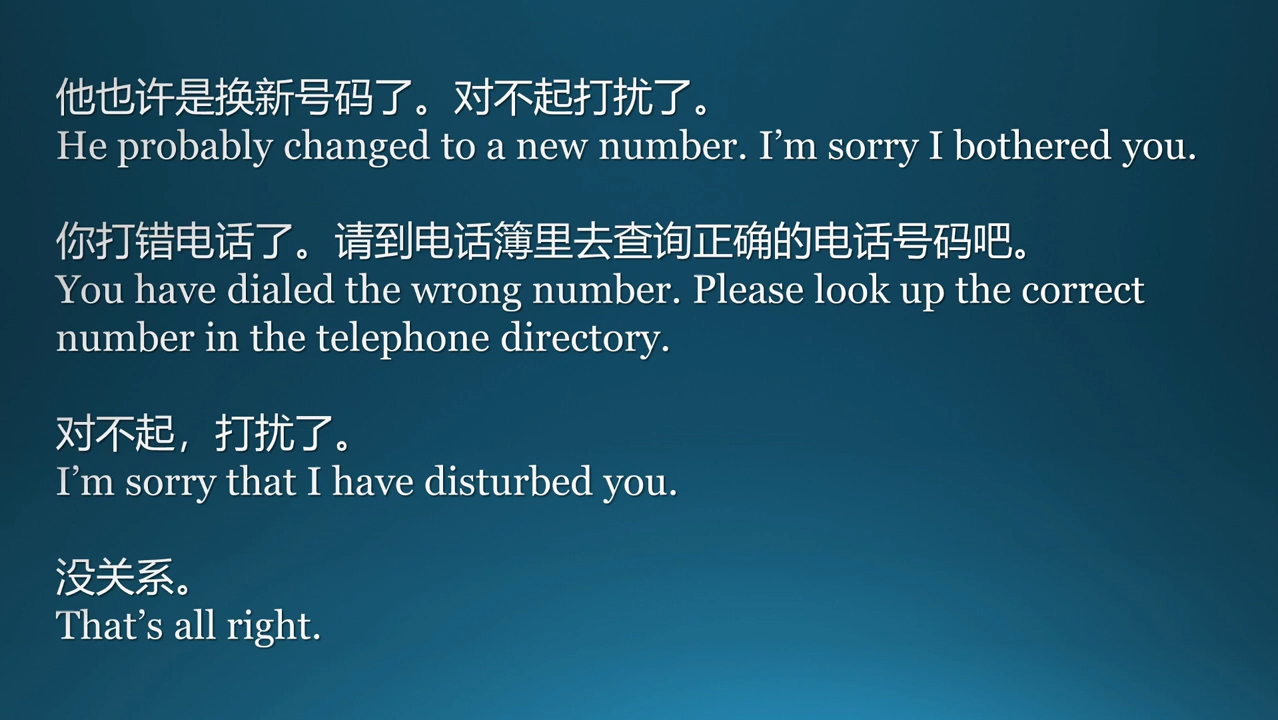 他也许是换新号码了。对不起打扰了。
He probably changed to a new number. I’m sorry I bothered you.
你打错电话了。请到电话簿里去查询正确的电话号码吧。
You have dialed the wrong number. Please look up the correct
number in the telephone directory.
对不起，打扰了。
I’m sorry that I have disturbed you.
没关系。
That’s all right.